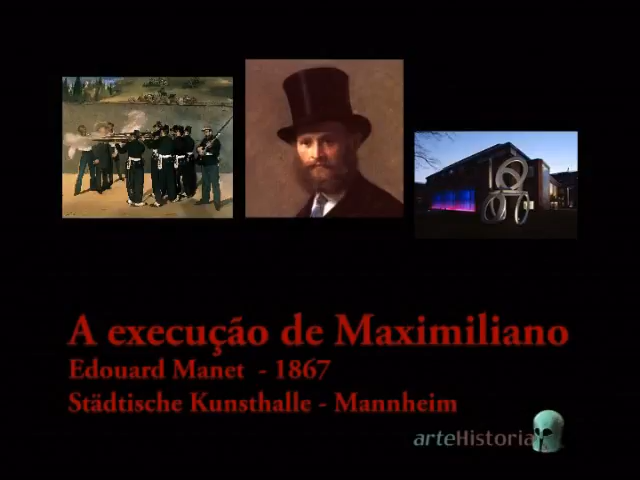 A execução de Maximiliano
Edouard Manet - 1867
Städtische Kunsthalle - Mannheim
arteHistoria